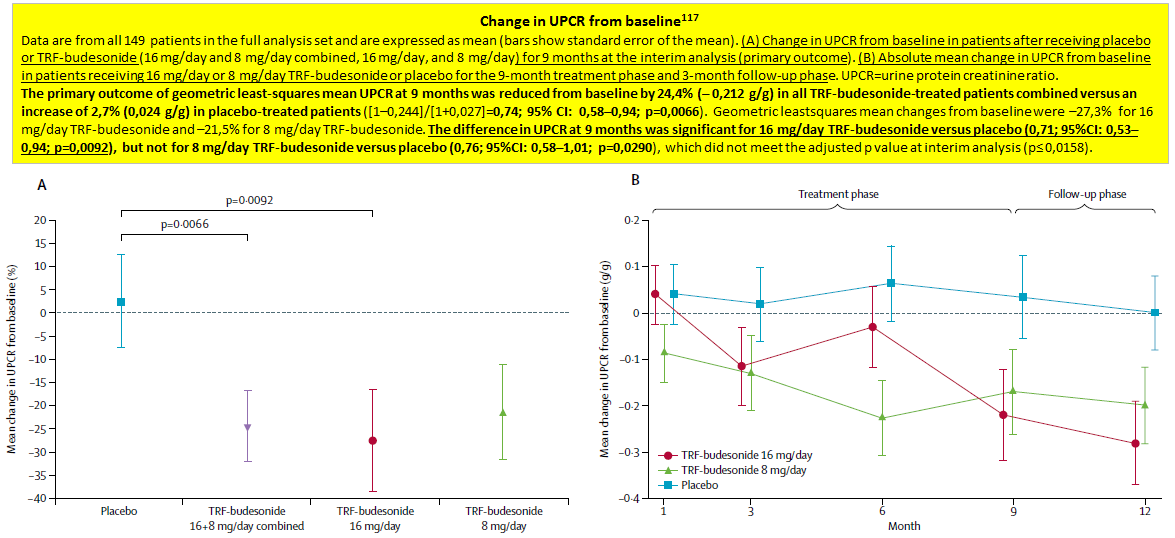 Change in UPCR from baseline117
Data are from all 149 patients in the full analysis set and are expressed as mean (bars show standard error of the mean). (A) Change in UPCR from baseline in patients after receiving placebo
or TRF-budesonide (16 mg/day and 8 mg/day combined, 16 mg/day, and 8 mg/day) for 9 months at the interim analysis (primary outcome). (B) Absolute mean change in UPCR from baseline
in patients receiving 16 mg/day or 8 mg/day TRF-budesonide or placebo for the 9-month treatment phase and 3-month follow-up phase. UPCR=urine protein creatinine ratio.
The primary outcome of geometric least-squares mean UPCR at 9 months was reduced from baseline by 24,4% (– 0,212 g/g) in all TRF-budesonide-treated patients combined versus an
increase of 2,7% (0,024 g/g) in placebo-treated patients ([1–0,244]/[1+0,027]=0,74; 95% CI: 0,58–0,94; p=0,0066). Geometric leastsquares mean changes from baseline were –27,3% for 16
mg/day TRF-budesonide and –21,5% for 8 mg/day TRF-budesonide. The difference in UPCR at 9 months was significant for 16 mg/day TRF-budesonide versus placebo (0,71; 95%CI: 0,53–
0,94; p=0,0092), but not for 8 mg/day TRF-budesonide versus placebo (0,76; 95%CI: 0,58–1,01; p=0,0290), which did not meet the adjusted p value at interim analysis (p≤0,0158).
A
p=0·0092
p=0·0066
20
15
10
5
0
–5
–10
–15
–20
–25
–30
–35
–40
Mean change in UPCR from baseline (%)
Placebo
TRF-budesonide
16+8 mg/day combined
TRF-budesonide
16 mg/day
TRF-budesonide
8 mg/day
B
Treatment phase
Follow-up phase
0·2
0·1
0
–0·1
–0·2
–0·3
–0·4
Mean change in UPCR from baseline (g/g)
TRF-budesonide 16 mg/day
TRF-budesonide 8 mg/day
Placebo
1
3
6
9
12
Month